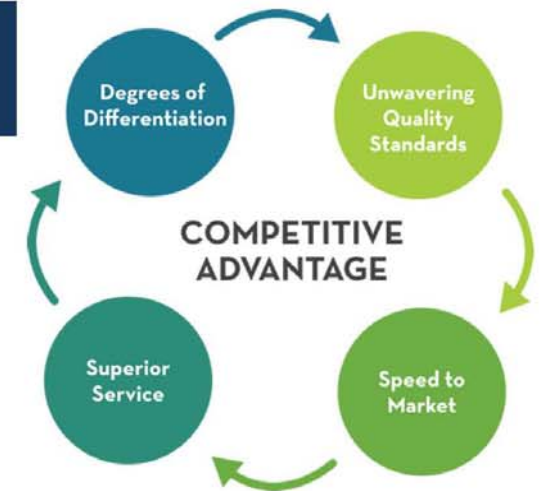 Degrees of
Differentiation
Unwavering
Quality
Standards
COMPETITIVE
ADVANTAGE
Superior
Service
Speed to
Market